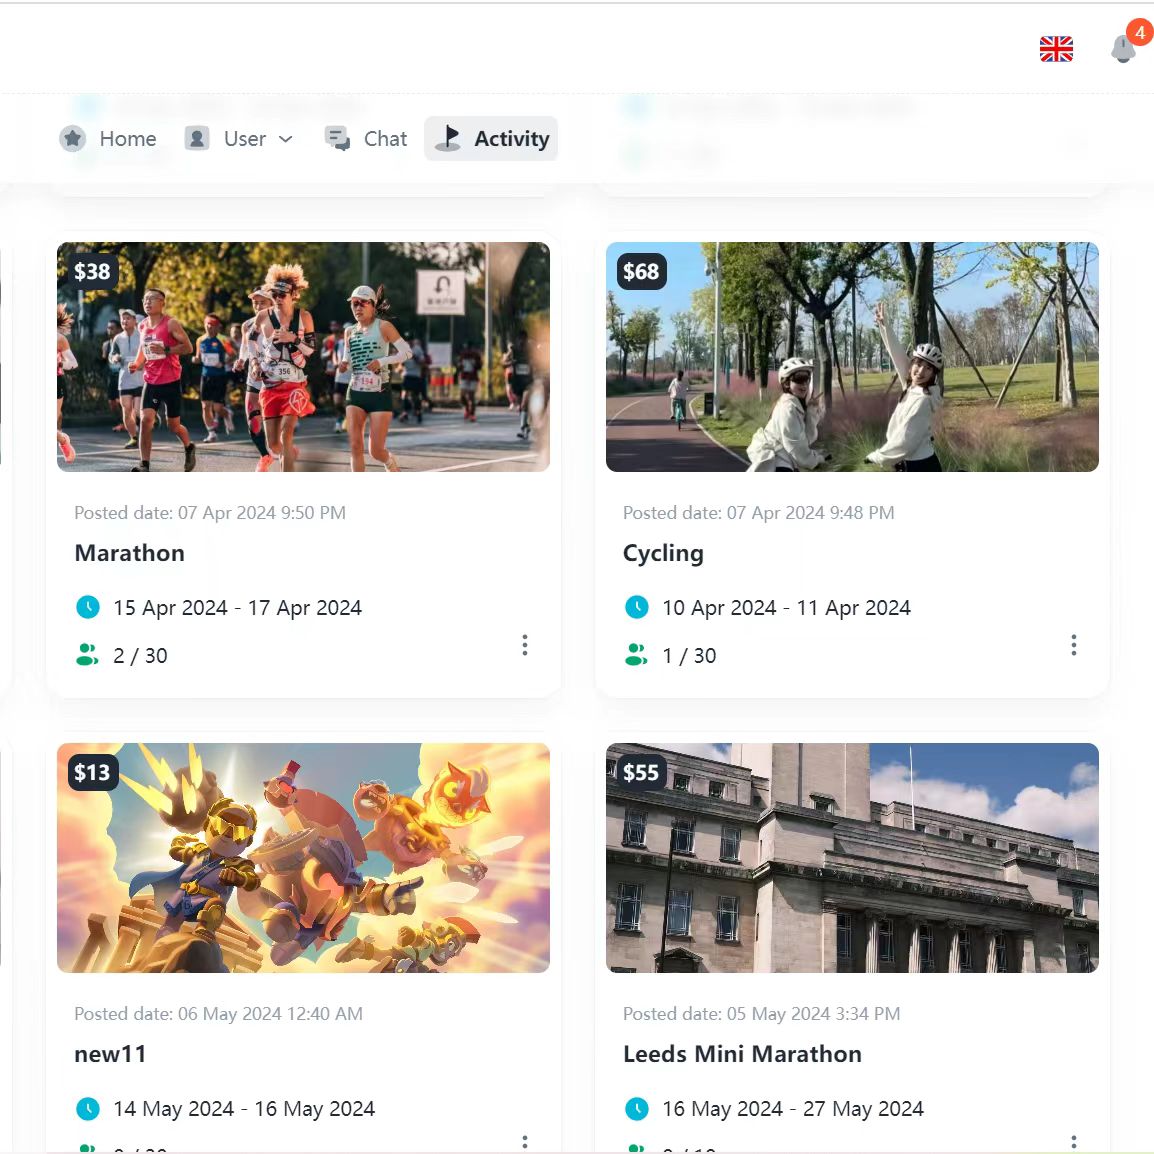 4
Home User Chat Activity
$38
356
194
$68
Posted date: 07 Apr 2024 9:50 PM
Posted date: 07 Apr 2024 9:48 PM
Marathon
Cycling
15 Apr 2024 - 17 Apr 2024
10 Apr 2024 - 11 Apr 2024
2 / 30
1 / 30
$13
$55
Posted date: 06 May 2024 12:40 AM
Posted date: 05 May 2024 3:34 PM
new11
Leeds Mini Marathon
14 May 2024 - 16 May 2024
16 May 2024 - 27 May 2024